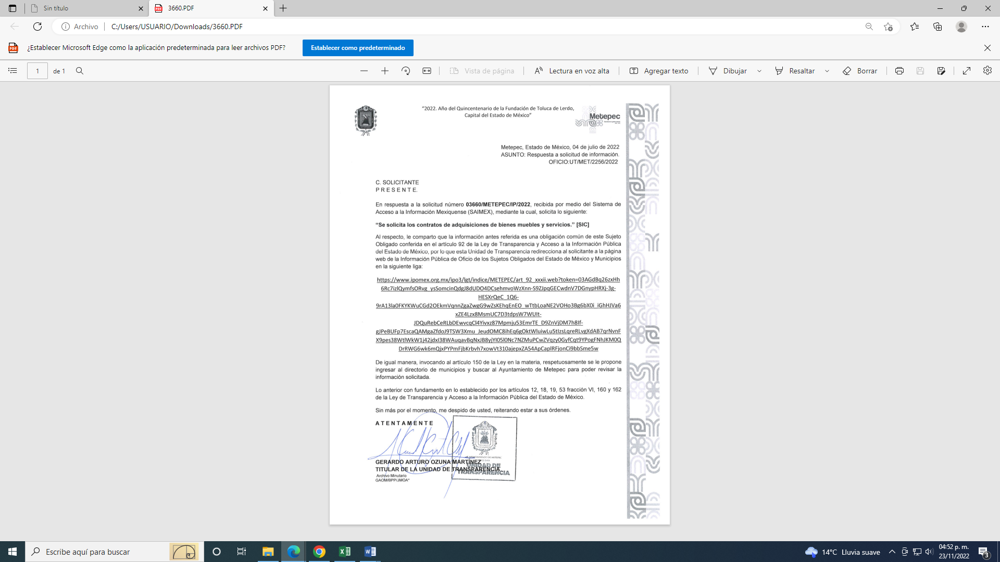 Sin título
3660.PDF
Archivo
C:/Users/USUARIO/Downloads/3660.PDF
¿Establecer Microsoft Edge como la aplicación predeterminada para leer archivos PDF?
Establecer como predeterminado
1 de 1
Vista de página
Lectura en voz alta
Agregar texto
Dibujar
Resaltar
Borrar
“2022. Año del Quincentenario de la Fundación de Toluca de Lerdo,
Capital del Estado de México”
Metepec
Metepec, Estado de México, 04 de julio de 2022
ASUNTO: Respuesta a solicitud de información.
OFICIO:UT/MET/2256/2022
C. SOLICITANTE
P R E S E N T E.
En respuesta a la solicitud número 03660/METEPEC/IP/2022, recibida por medio del Sistema de
Acceso a la Información Mexiquense (SAIMEX), mediante la cual, solicita lo siguiente:
“Se solicita los contratos de adquisiciones de bienes muebles y servicios.” [SIC]
Al respecto, le comparto que la información antes referida es una obligación común de este Sujeto
Obligado conferida en el artículo 92 de la Ley de Transparencia y Acceso a la Información Pública
del Estado de México, por lo que esta Unidad de Transparencia redirecciona al solicitante a la página
web de la Información Pública de Oficio de los Sujetos Obligados del Estado de México y Municipios
en la siguiente liga:
https://www.ipomex.org.mx/ipo3/lgt/indice/METEPEC/art_92_xxxii.web?token=03AGdBq26zxHh
6Rc7izlQymfsORvg_ysSomcinQdgJ8dUDO4DCsehmvoWzXnn-S9ZJpqGECwdnV7DGnypHRXj-3g-
HESXrQeC_1Q6-
9rA13la0FKYKWuCGd2OEkmVqnnZgaZwgG9wZsKEhqEnEO_wTtbLoaNE2VOHo3Bg6bX0i_iGhHJVa6
xZE4Lzx8MsmUC7D3tdpsW7WUIt-
JDQuRebCeRLbDEwvcqCl4Yivxz87Mpmju53EmrTE_D9ZnVjDM7h8If-
gJPeBUFp7EscaQAMgaZfdoJ9TSW3Xmu_JeudOMC8ihEq6gOktWluiwLu5tIzsLqreRLvgXdAB7qrNvnF
X9pes38WtlWkW1j42jdxI38WAuqavBqNxJB8yjYI05l0Nc7NZMuPCwZVqzy0GyfCqt9YPogFNhJKM0Q
DrRWG6wk6mQjxPYPmFjbKrbvh7xowVt310ajepxZA54ApCaplRFjonCi9bbSme5w
De igual manera, invocando al artículo 150 de la Ley en la materia, respetuosamente se le propone
ingresar al directorio de municipios y buscar al Ayuntamiento de Metepec para poder revisar la
información solicitada.
Lo anterior con fundamento en lo establecido por los artículos 12, 18, 19, 53 fracción VI, 160 y 162
de la Ley de Transparencia y Acceso a la Información Pública del Estado de México.
Sin más por el momento, me despido de usted, reiterando estar a sus órdenes.
A T E N T A M E N T E
GERARDO ARTURO OZUNA MARTÍNEZ
TITULAR DE LA UNIDAD DE TRANSPARENCIA
UNIDAD DE
TRANSPARENCIA
Archivo Minutario
GAOM/BPP/JMOA*
Escribe aquí para buscar
14°C Lluvia suave
04:52 p. m.
23/11/2022
3